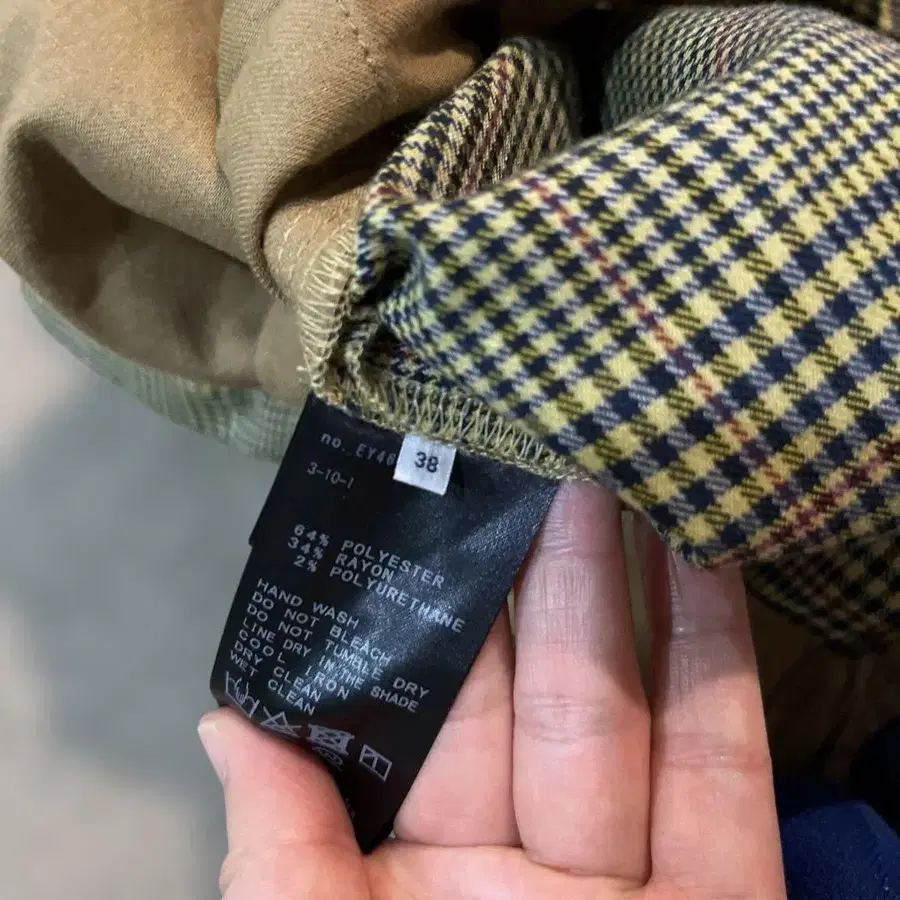 no. EY46
38
3-10-1
64% POLYESTER
34% RAYON
2% POLYURETHANE
HAND WASH
DO NOT BLEACH
DO NOT TUMBLE DRY
LINE DRY IN THE SHADE
COOL IRON
DRY CLEAN
WET CLEAN